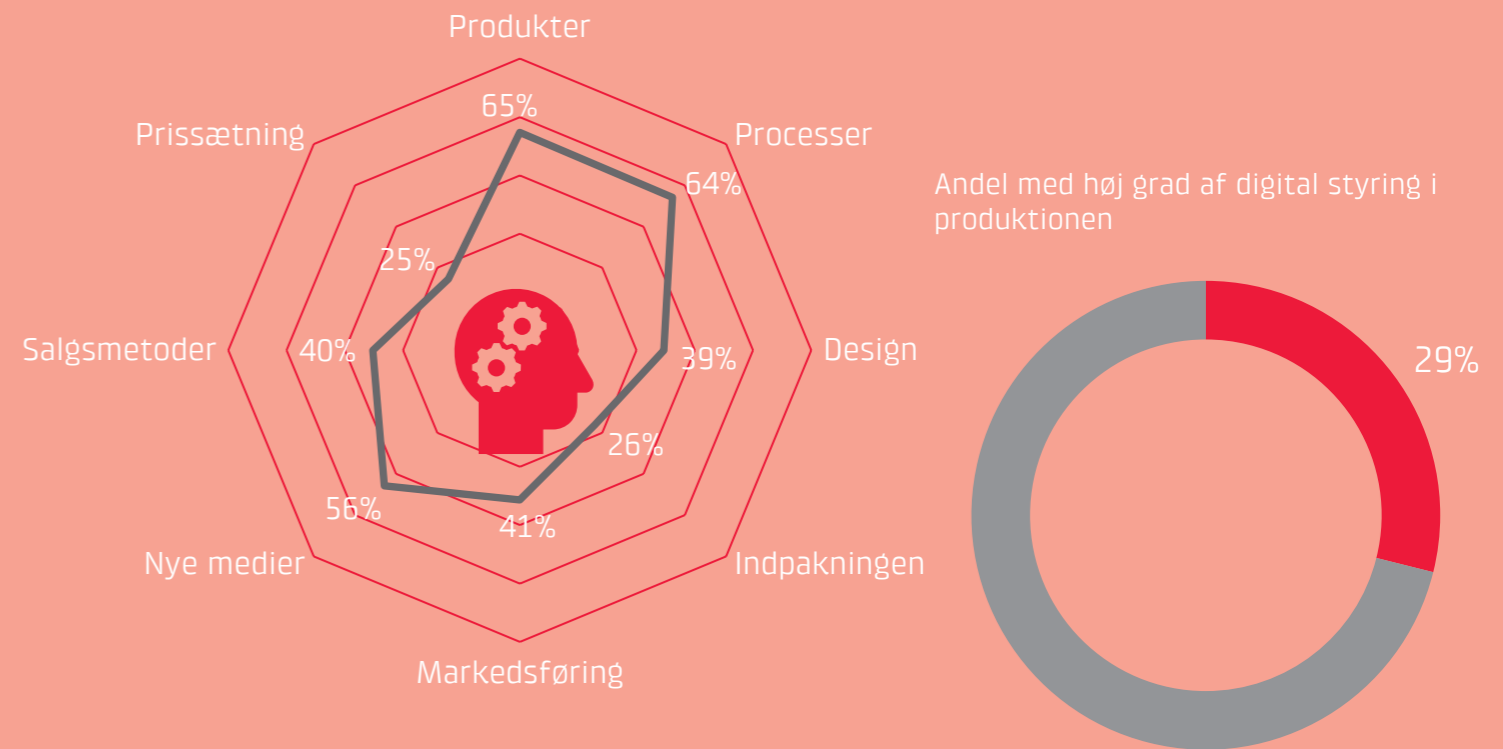 Produkter
65%
Prissætning
Processer
64%
Andel med høj grad af digital styring i
produktionen
25%
Salgsmetoder
40%
39%
Design
29%
26%
56%
41%
Nye medier
Indpakningen
Markedsføring